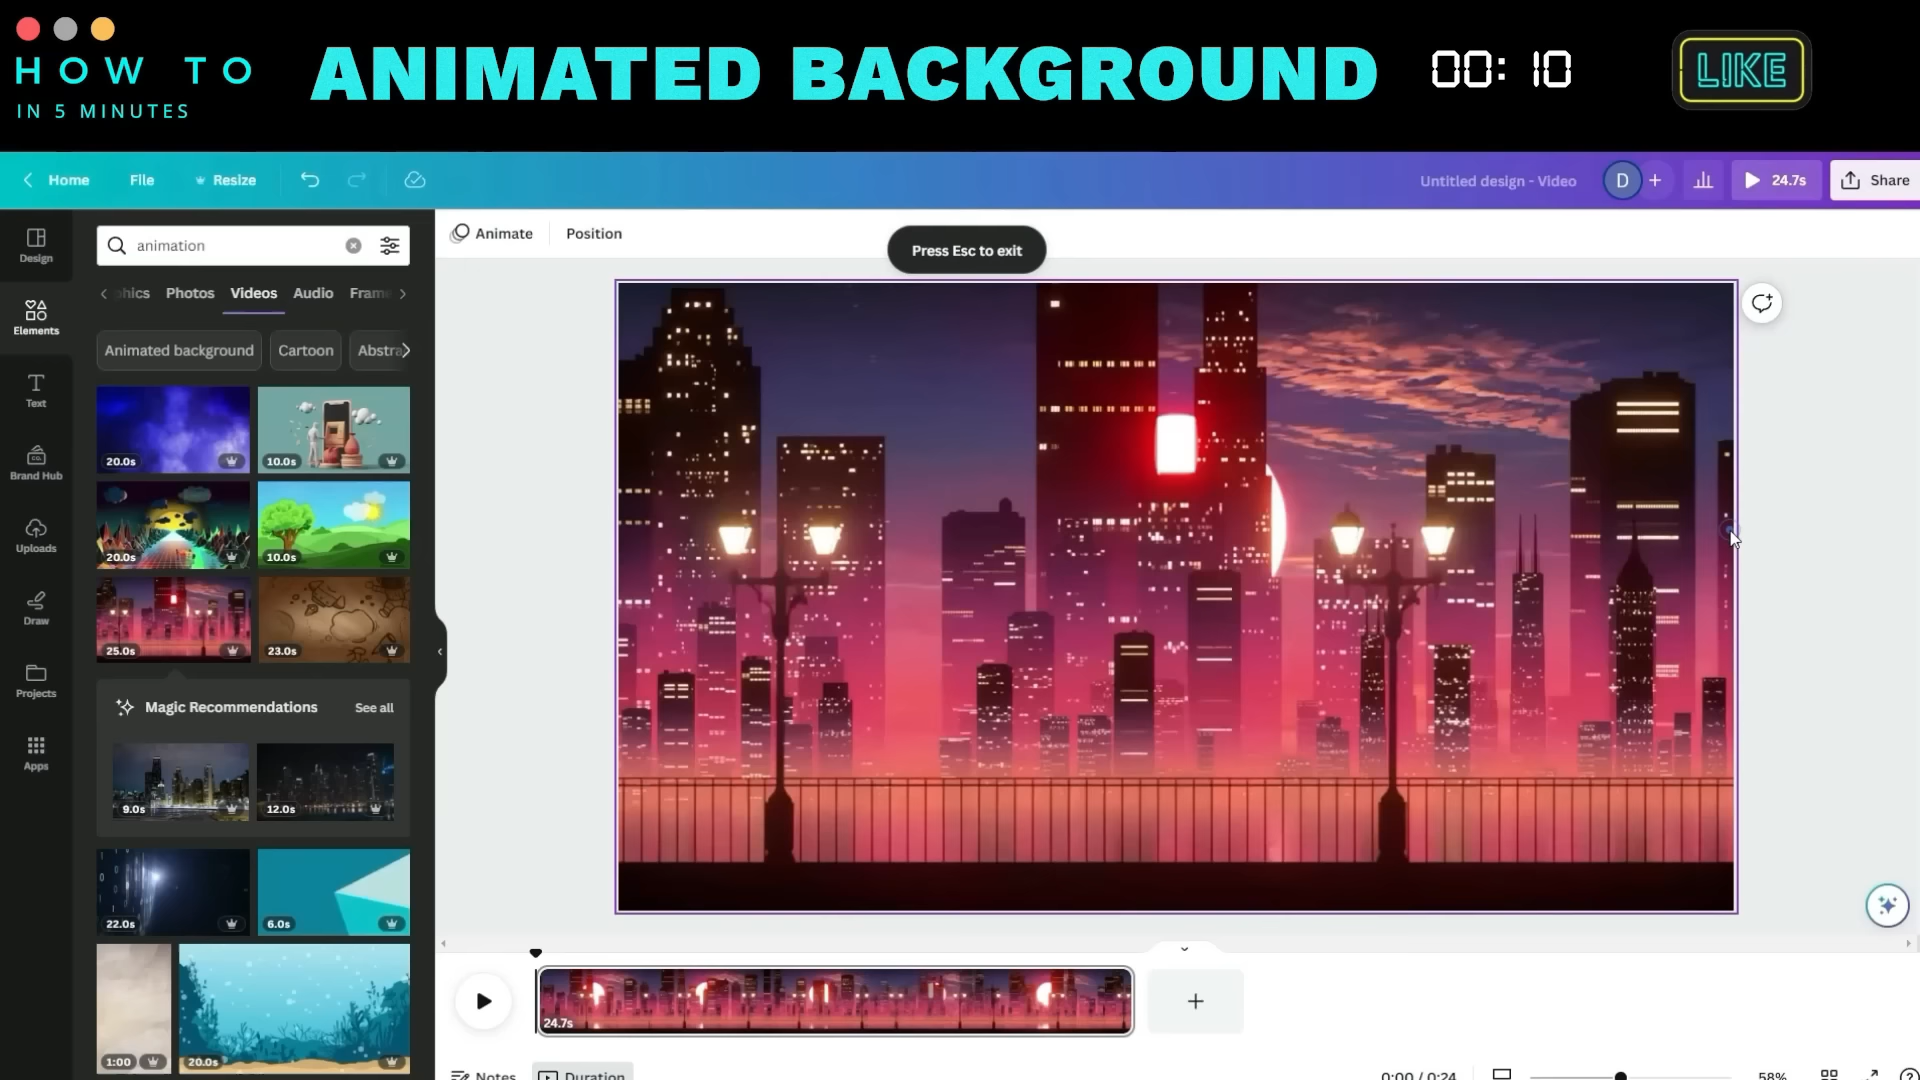 HOW TO
IN 5 MINUTES
ANIMATED BACKGROUND
00: 10
LIKE
Home
File
Resize
Untitled design - Video
D
24.7s
Share
Design
Elements
Text
Brand Hub
Uploads
Draw
Projects
Apps
animation
phics
Photos
Videos
Audio
Frame
Animated background
Cartoon
Abstra
20.0s
10.0s
20.0s
10.0s
25.0s
23.0s
Magic Recommendations
See all
9.0s
12.0s
22.0s
6.0s
1:00
20.0s
Animate
Position
Press Esc to exit
24.7s
Notes
Duration
0:00 / 0:24
58%